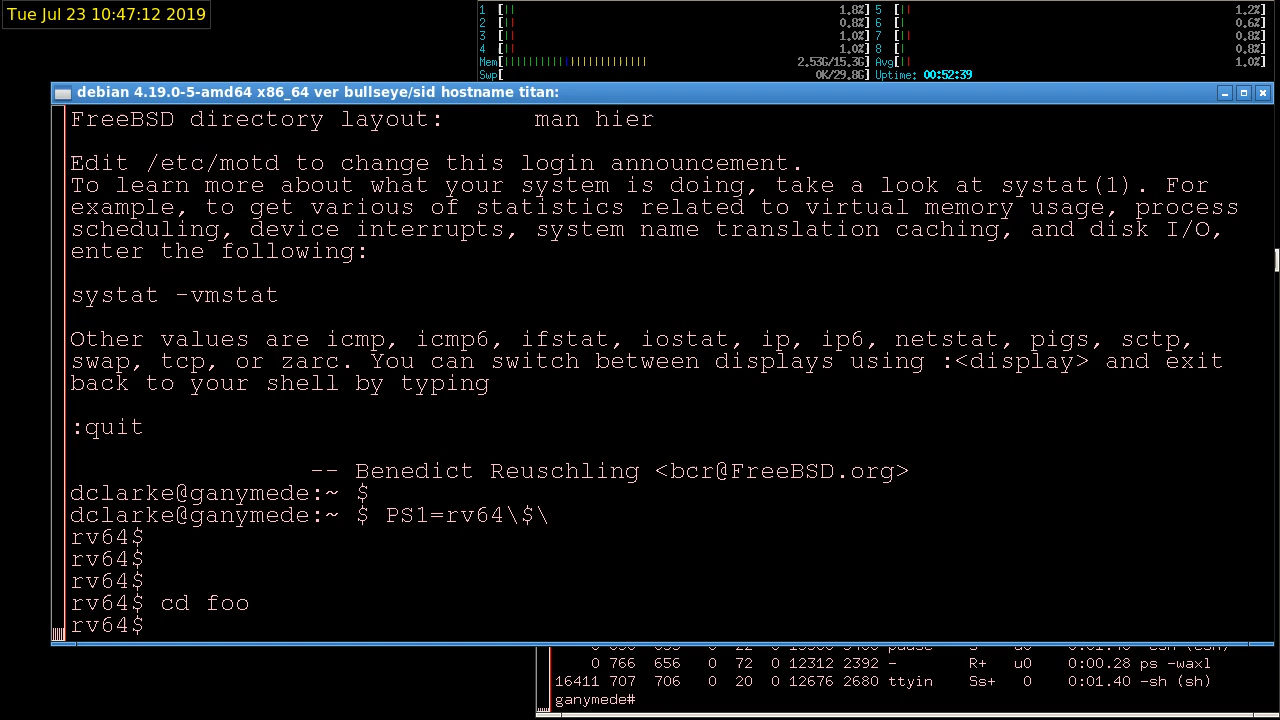 Tue Jul 23 10:47:12 2019
1 [|| 1.8%] 5 [|| 1.2%]
2 [|| 0.8%] 6 [| 0.6%]
3 [|| 1.0%] 7 [|| 0.8%]
4 [|| 1.0%] 8 [| 0.8%]
Mem[||||||||||||||||||||||||||| 2.53G/15.3G] Avg[|| 1.0%]
Swp[ 0K/29.8G] Uptime: 00:52:39
debian 4.19.0-5-amd64 x86_64 ver bullseye/sid hostname titan:
FreeBSD directory layout:      man hier
Edit /etc/motd to change this login announcement.
To learn more about what your system is doing, take a look at systat(1). For
example, to get various of statistics related to virtual memory usage, process
scheduling, device interrupts, system name translation caching, and disk I/O,
enter the following:
systat -vmstat
Other values are icmp, icmp6, ifstat, iostat, ip, ip6, netstat, pigs, sctp,
swap, tcp, or zarc. You can switch between displays using :<display> and exit
back to your shell by typing
:quit
-- Benedict Reuschling <bcr@FreeBSD.org>
dclarke@ganymede:~ $
dclarke@ganymede:~ $ PS1=rv64\$\
rv64$
rv64$
rv64$
rv64$ cd foo
rv64$
0 766 656 0 72 0 12312 2392 - R+ u0 0:00.28 ps -waxl
16411 707 706 0 20 0 12676 2680 ttyin Ss+ 0 0:01.40 -sh (sh)
ganymede#